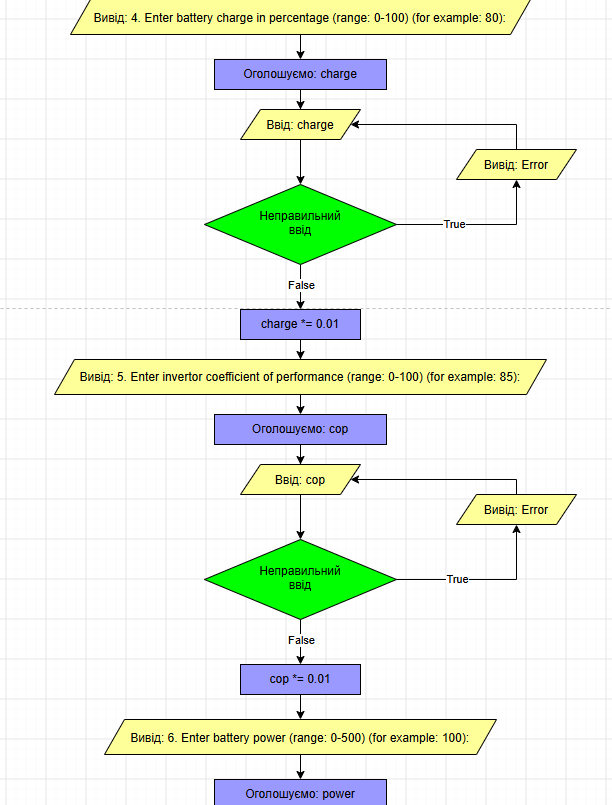 Вивід: 4. Enter battery charge in percentage (range: 0-100) (for example: 80):
Оголошуємо: charge
Ввід: charge
Вивід: Error
Неправильний
ввід
True
False
charge *= 0.01
Вивід: 5. Enter invertor coefficient of performance (range: 0-100) (for example: 85):
Оголошуємо: cop
Ввід: cop
Вивід: Error
Неправильний
ввід
True
False
cop *= 0.01
Вивід: 6. Enter battery power (range: 0-500) (for example: 100):
Оголошуємо: power